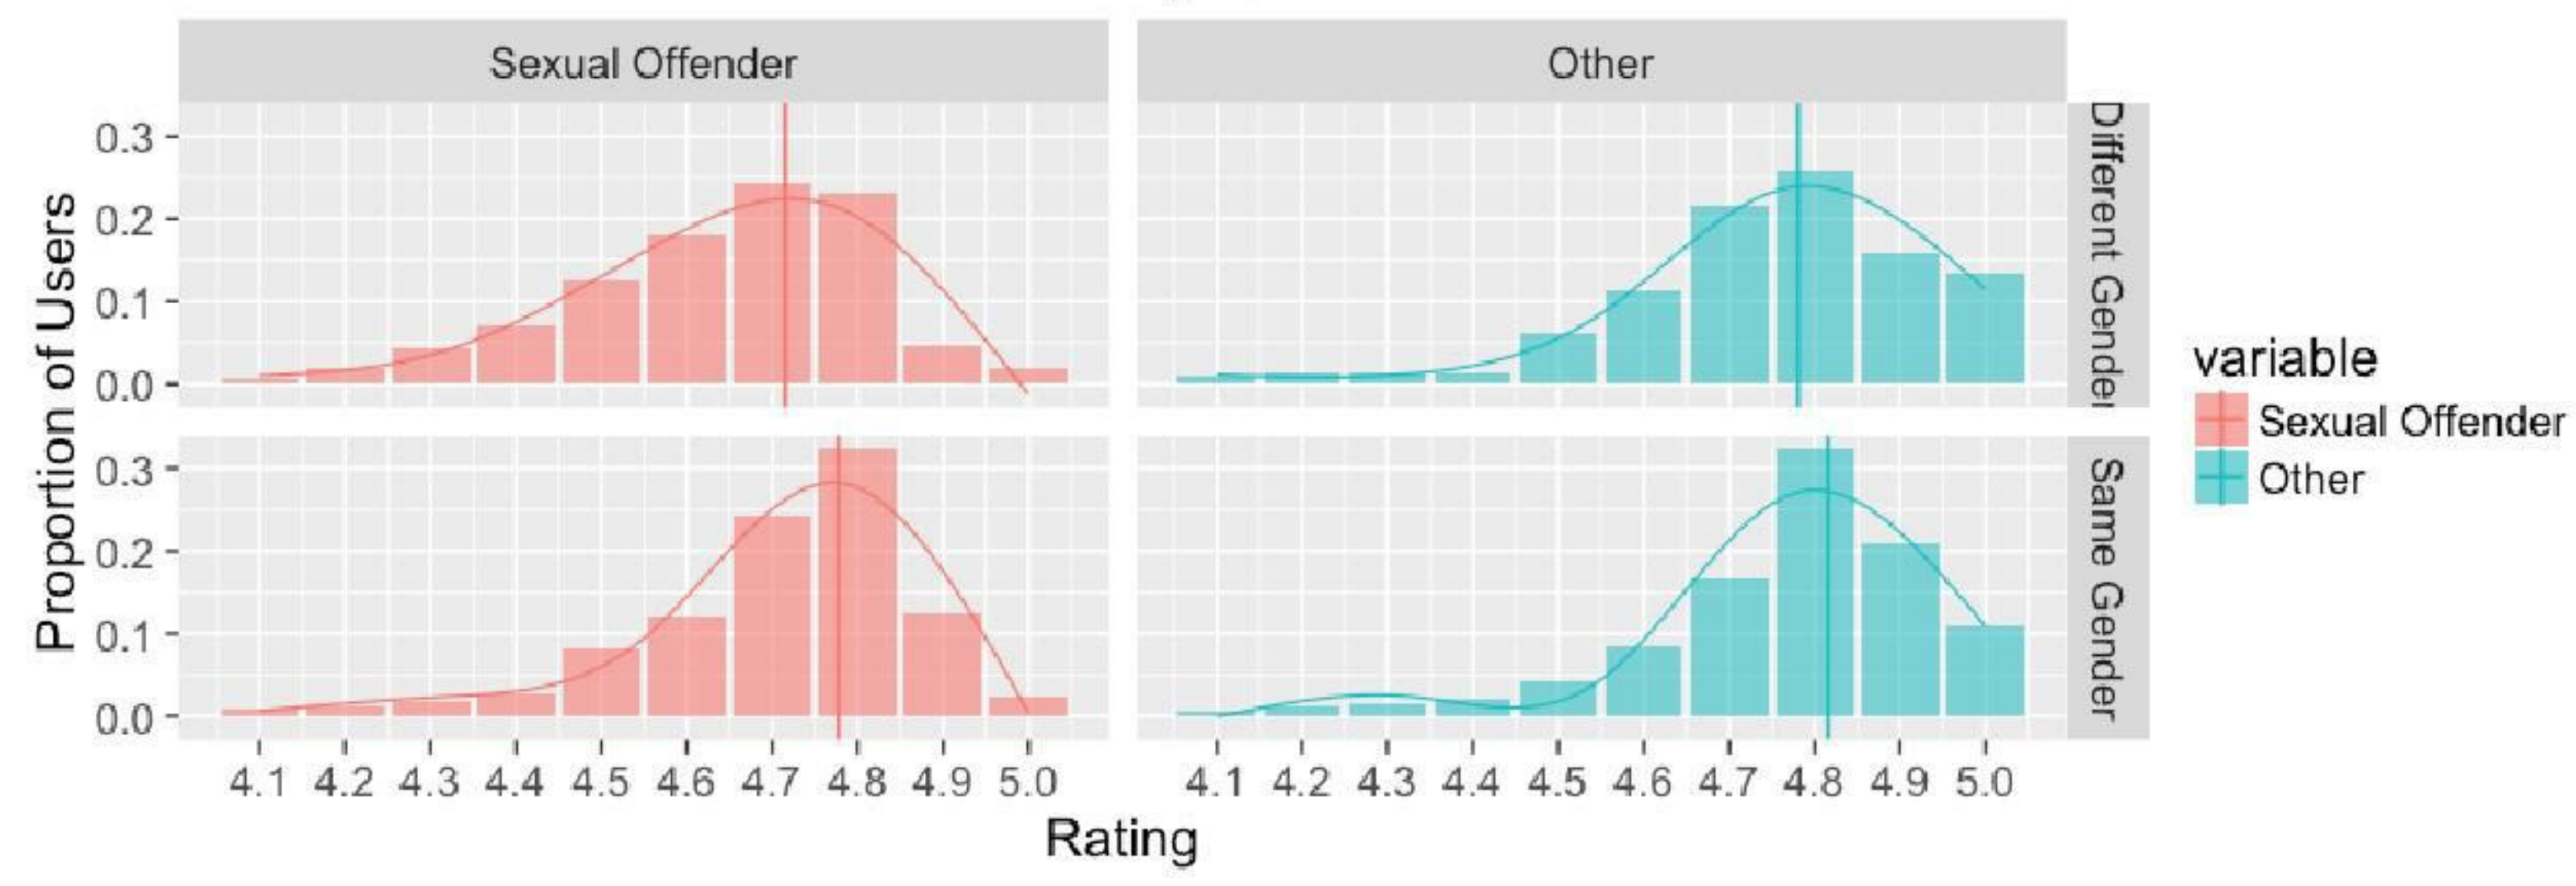 Sexual Offender
Other
Different Gender
0.3
0.2
0.1
0.0
Same Gender
0.3
0.2
0.1
0.0
Proportion of Users
4.1 4.2 4.3 4.4 4.5 4.6 4.7 4.8 4.9 5.0
4.1 4.2 4.3 4.4 4.5 4.6 4.7 4.8 4.9 5.0
Rating
variable
Sexual Offender
Other